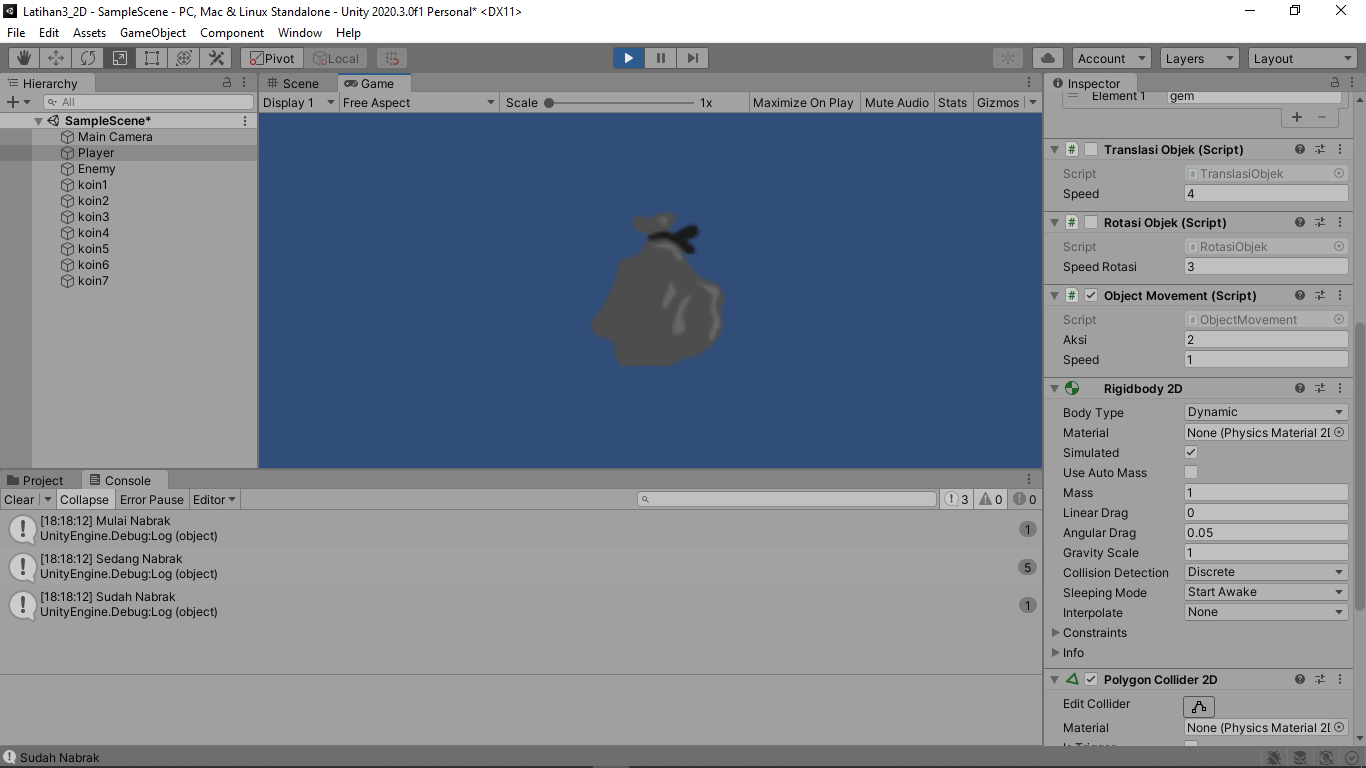 Latihan3_2D - SampleScene - PC, Mac & Linux Standalone - Unity 2020.3.0f1 Personal* <DX11>
File Edit Assets GameObject Component Window Help
Pivot Local Account Layers Layout
Hierarchy
All
SampleScene*
Main Camera
Player
Enemy
koin1
koin2
koin3
koin4
koin5
koin6
koin7
Scene Game
Display 1 Free Aspect Scale 1x Maximize On Play Mute Audio Stats Gizmos
Project Console
Clear Collapse Error Pause Editor 3 0 0
[18:18:12] Mulai Nabrak
UnityEngine.Debug:Log (object)
1
[18:18:12] Sedang Nabrak
UnityEngine.Debug:Log (object)
5
[18:18:12] Sudah Nabrak
UnityEngine.Debug:Log (object)
1
Inspector
Element 1 gem
Translasi Objek (Script)
Script # TranslasiObjek
Speed 4
# Rotasi Objek (Script)
Script # RotasiObjek
Speed Rotasi 3
# Object Movement (Script)
Script # ObjectMovement
Aksi 2
Speed 1
Rigidbody 2D
Body Type Dynamic
Material None (Physics Material 2D
Simulated
Use Auto Mass
Mass 1
Linear Drag 0
Angular Drag 0.05
Gravity Scale 1
Collision Detection Discrete
Sleeping Mode Start Awake
Interpolate None
Constraints
Info
Polygon Collider 2D
Edit Collider
Material None (Physics Material 2D
Is Trigger
Sudah Nabrak